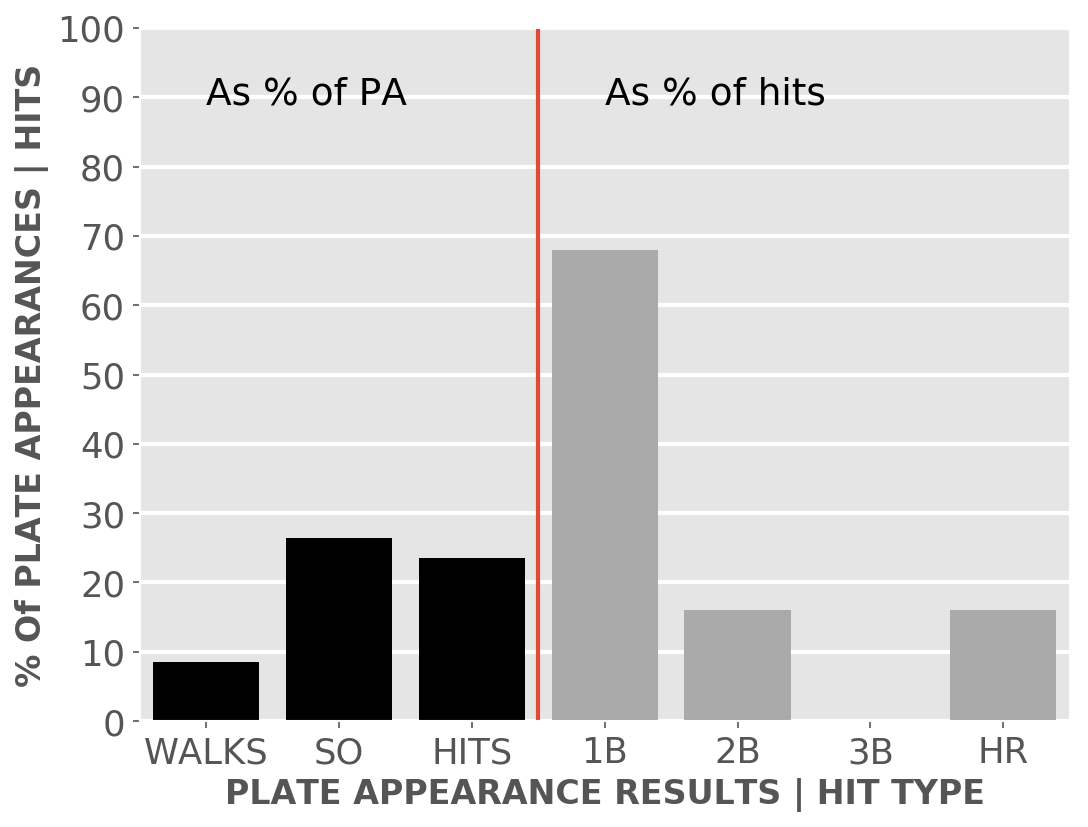 % Of PLATE APPEARANCES | HITS
100
90
80
70
60
50
40
30
20
10
0
As % of PA
As % of hits
WALKS SO HITS 1B 2B 3B HR
PLATE APPEARANCE RESULTS | HIT TYPE